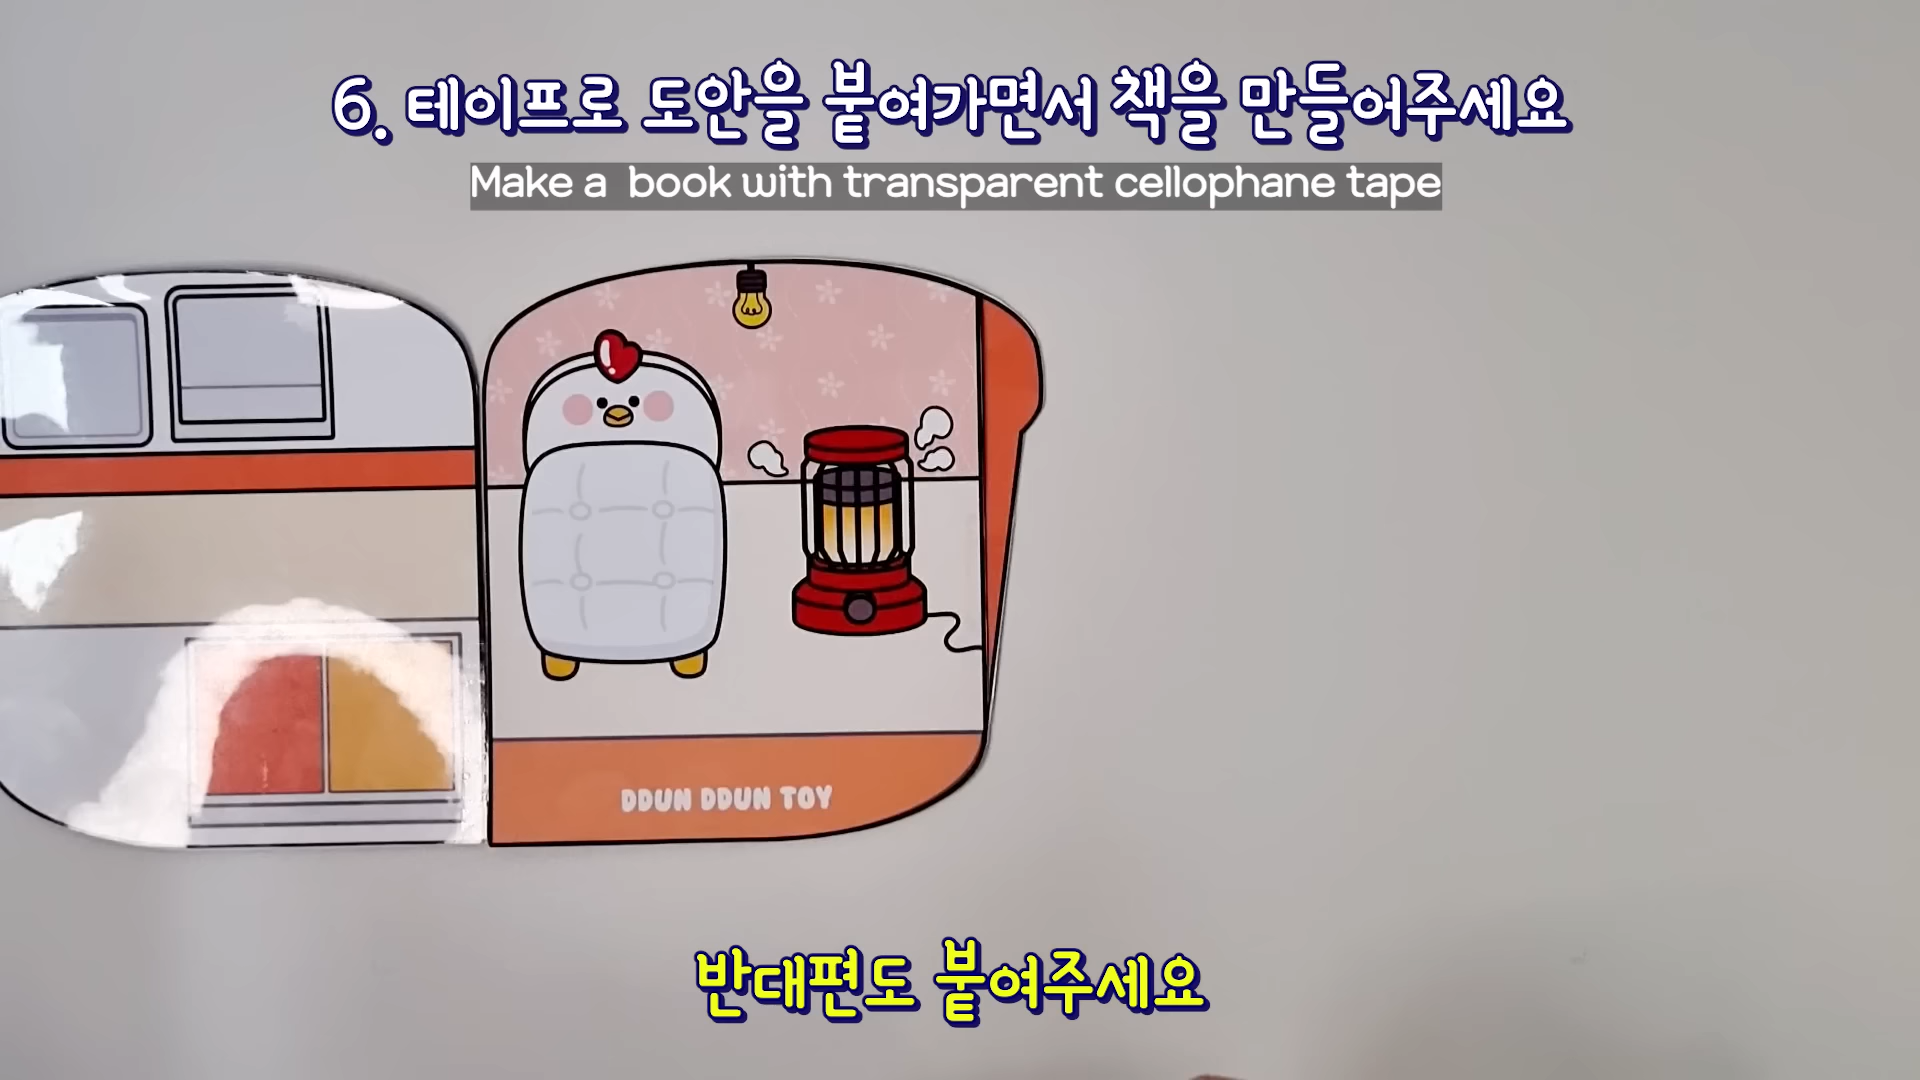 6. 테이프로 도안을 붙여가면서 책을 만들어주세요
Make a book with transparent cellophane tape
DDUN DDUN TOY
반대편도 붙여주세요